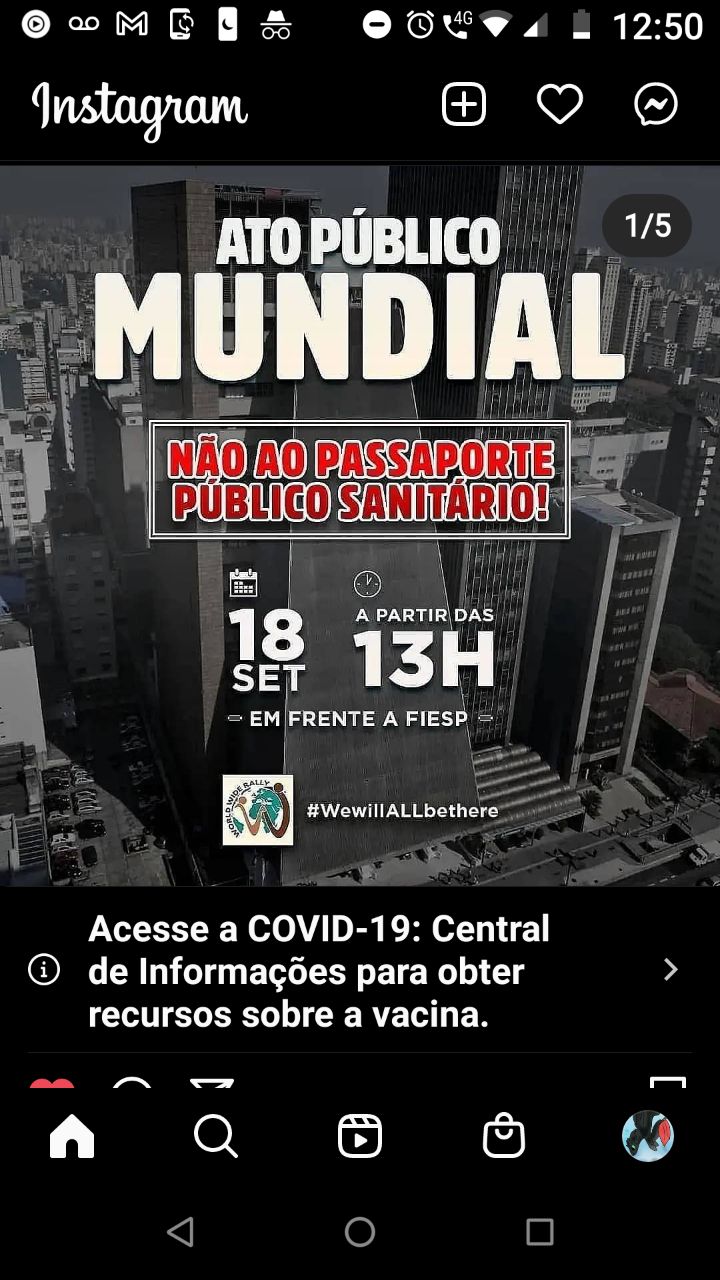 4G
12:50
Instagram
1/5
ATO PÚBLICO
MUNDIAL
NÃO AO PASSAPORTE
PÚBLICO SANITÁRIO!
18
SET
A PARTIR DAS
13H
EM FRENTE A FIESP
WORLD WIDE RALLY
#WewillALLbethere
Acesse a COVID-19: Central
de Informações para obter
recursos sobre a vacina.